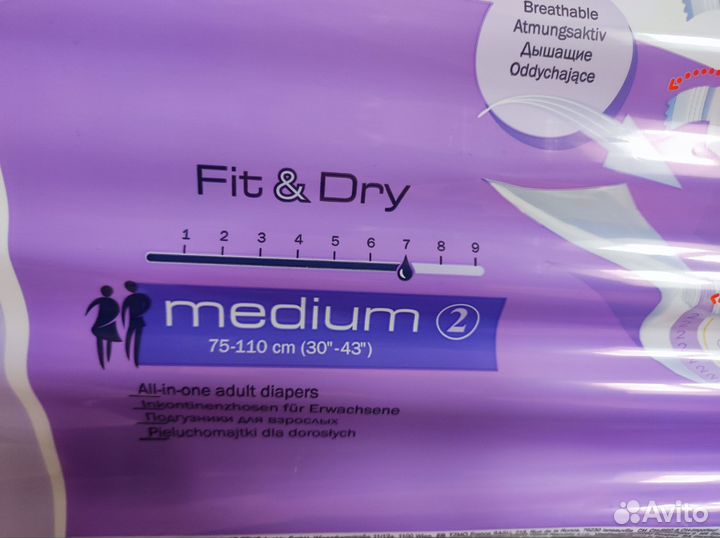 Breathable
Atmungsaktiv
Дышащие
Oddychające
Fit & Dry
1 2 3 4 5 6 7 8 9
medium 2
75-110 cm (30"-43")
All-in-one adult diapers
Inkontinenzhosen für Erwachsene
Подгузники для взрослых
Pieluchomajtki dla dorosłych
Avito